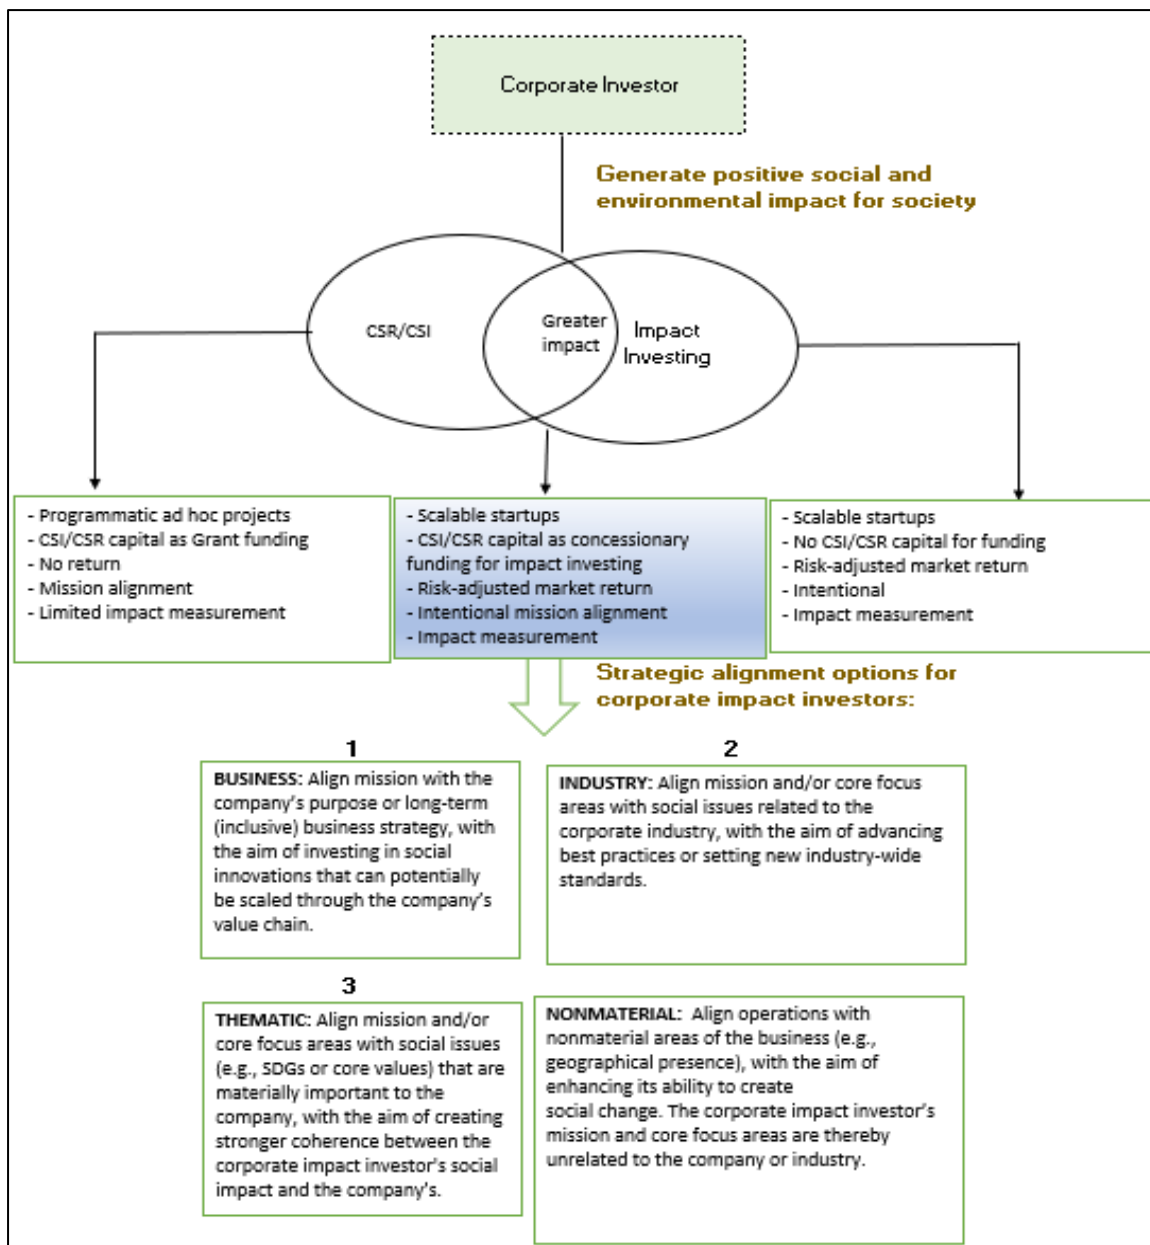 Corporate Investor
Generate positive social and
environmental impact for society
CSR/CSI
Greater
impact
Impact
Investing
- Programmatic ad hoc projects
- CSI/CSR capital as Grant funding
- No return
- Mission alignment
- Limited impact measurement
- Scalable startups
- CSI/CSR capital as concessionary
funding for impact investing
- Risk-adjusted market return
- Intentional mission alignment
- Impact measurement
- Scalable startups
- No CSI/CSR capital for funding
- Risk-adjusted market return
- Intentional
- Impact measurement
Strategic alignment options for
corporate impact investors:
1
BUSINESS: Align mission with the
company's purpose or long-term
(inclusive) business strategy, with
the aim of investing in social
innovations that can potentially
be scaled through the company's
value chain.
2
INDUSTRY: Align mission and/or core focus
areas with social issues related to the
corporate industry, with the aim of advancing
best practices or setting new industry-wide
standards.
3
THEMATIC: Align mission and/or
core focus areas with social issues
(e.g., SDGs or core values) that are
materially important to the
company, with the aim of creating
stronger coherence between the
corporate impact investor's social
impact and the company's.
NONMATERIAL: Align operations with
nonmaterial areas of the business (e.g.,
geographical presence), with the aim of
enhancing its ability to create
social change. The corporate impact investor's
mission and core focus areas are thereby
unrelated to the company or industry.